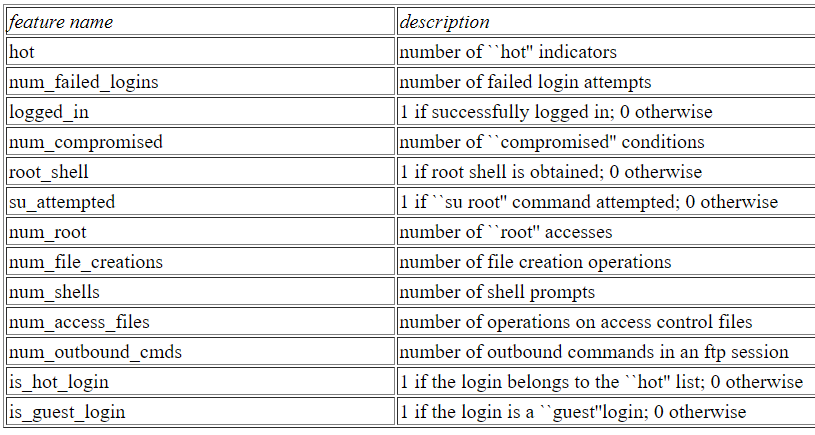 feature name description
hot number of ``hot'' indicators
num_failed_logins number of failed login attempts
logged_in 1 if successfully logged in; 0 otherwise
num_compromised number of ``compromised'' conditions
root_shell 1 if root shell is obtained; 0 otherwise
su_attempted 1 if ``su root'' command attempted; 0 otherwise
num_root number of ``root'' accesses
num_file_creations number of file creation operations
num_shells number of shell prompts
num_access_files number of operations on access control files
num_outbound_cmds number of outbound commands in an ftp session
is_hot_login 1 if the login belongs to the ``hot'' list; 0 otherwise
is_guest_login 1 if the login is a ``guest''login; 0 otherwise